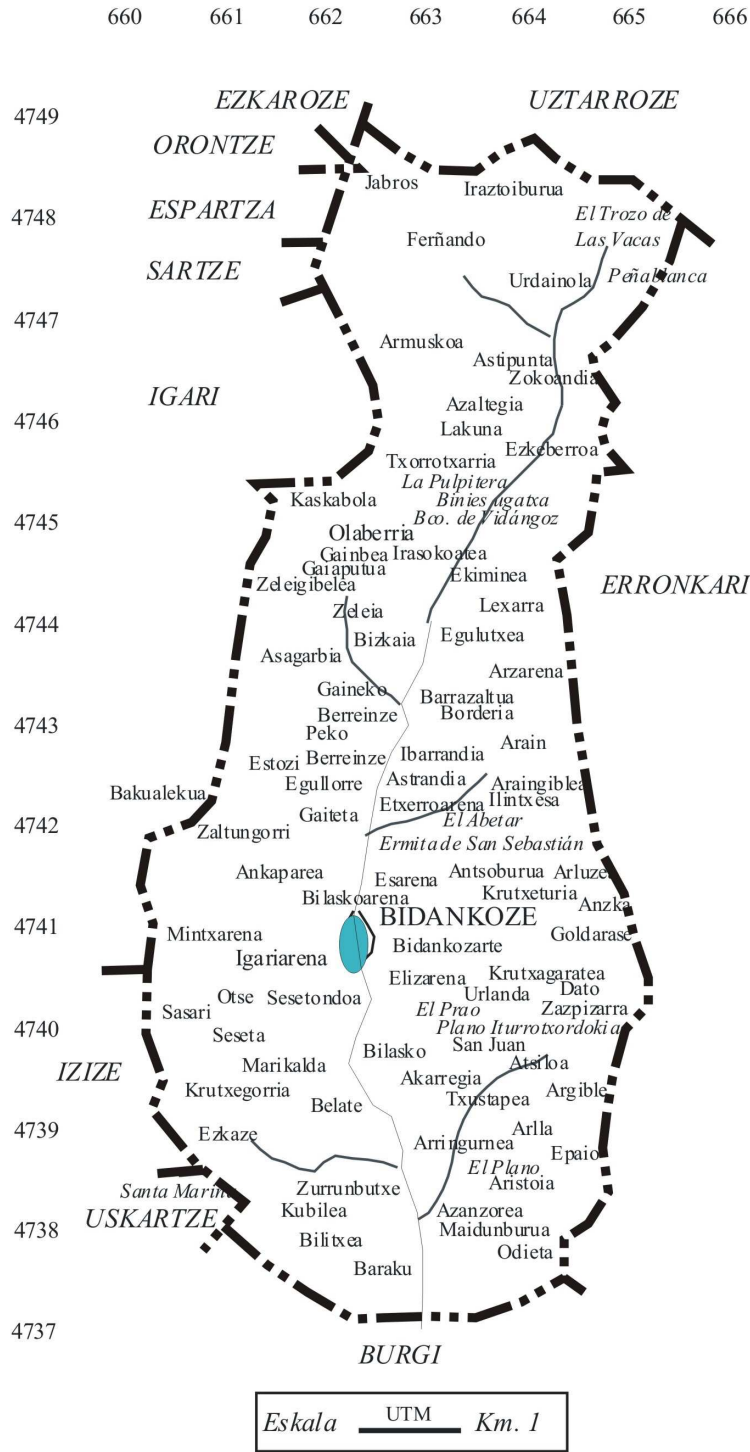 660 661 662 663 664 665 666
EZKAROZE UZTARROZE
4749
ORONTZE
Jabros Iraztoiburua
ESPARTZA El Trozo de
4748
Ferñando Las Vacas
SARTZE Urdainola Peñablanca
4747
Armuskoa
Astipunta
Zokoandia
IGARI Azaltegia
4746
Lakuna
Ezkeberroa
Txorrotxarria
La Pulpitera
Kaskabola Binies ugatxa
4745 Bco. de Vidángoz
Olaberria
Gainbea Irasokoatea
Gaiaputua Ekiminea
Zeleigibelea ERRONKARI
Zeleia Lexarra
4744
Bizkaia Egulutxea
Asagarbia
Arzarena
Gaineko Barrazaltua
Berreinze Borderia
4743
Peko
Arain
Berreinze Ibarrandia
Estozi
Egullorre Astrandia Araingiblea
Bakualekua Etxerroarena Ilintxesa
Gaiteta El Abetar
4742 Zaltungorri
Ermita de San Sebastián
Ankaparea Antsoburua Arluzea
Esarena
Bilaskoarena Krutxeturia
Anzka
4741 BIDANKOZE
Mintxarena Goldarase
Bidankozarte
Igariarena
Elizarena Krutxagaratea
Otse Sesetondoa Urlanda Dato
Sasari El Prao Zazpizarra
4740 Plano Iturrotxordokia
Seseta
Bilasko San Juan
Marikalda Atsiloa
IZIZE Akarregia
Krutxegorria Txustapea Argible
Belate
4739 Ezkaze Arlla
Arringurnea
El Plano Epaio
Santa Marina Zurrunbutxe Aristoia
USKARTZE Kubilea Azanzorea
4738 Maidunburua
Bilitxea Odieta
Baraku
4737
BURGI
Eskala UTM Km. 1